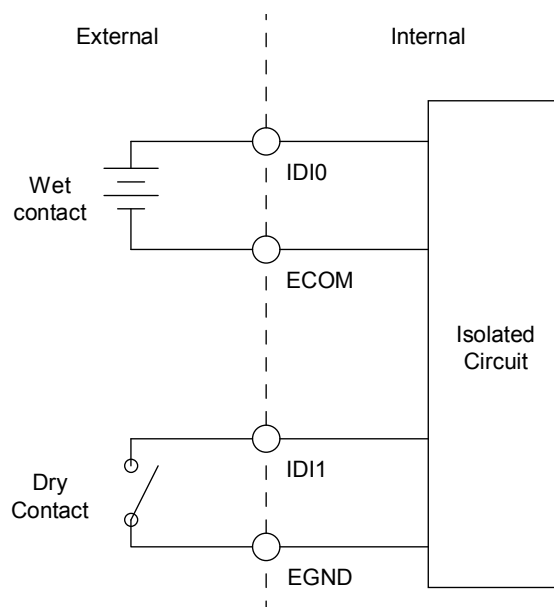 External
Internal
IDI0
Wet
contact
ECOM
Isolated
Circuit
IDI1
Dry
Contact
EGND